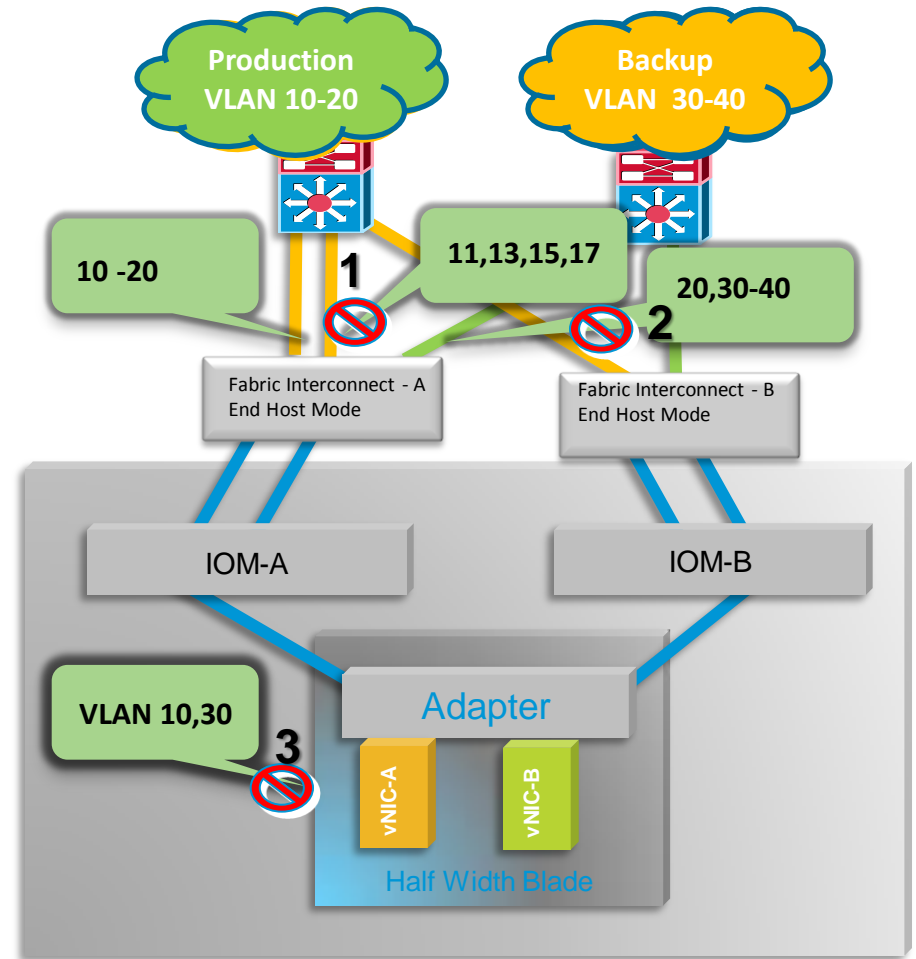 Production
VLAN 10-20
Backup
VLAN 30-40
10 -20
1
11,13,15,17
20,30-40
2
Fabric Interconnect - A
End Host Mode
Fabric Interconnect - B
End Host Mode
IOM-A
IOM-B
VLAN 10,30
3
Adapter
vNIC-A
vNIC-B
Half Width Blade